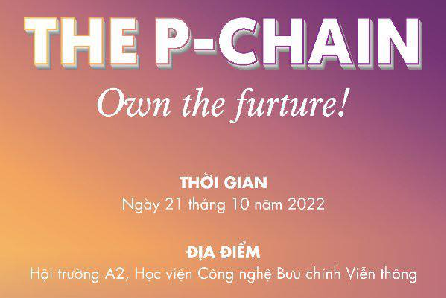 THE P-CHAIN
Own the furture!
THỜI GIAN
Ngày 21 tháng 10 năm 2022
ĐỊA ĐIỂM
Hội trường A2, Học viện Công nghệ Bưu chính Viễn thông